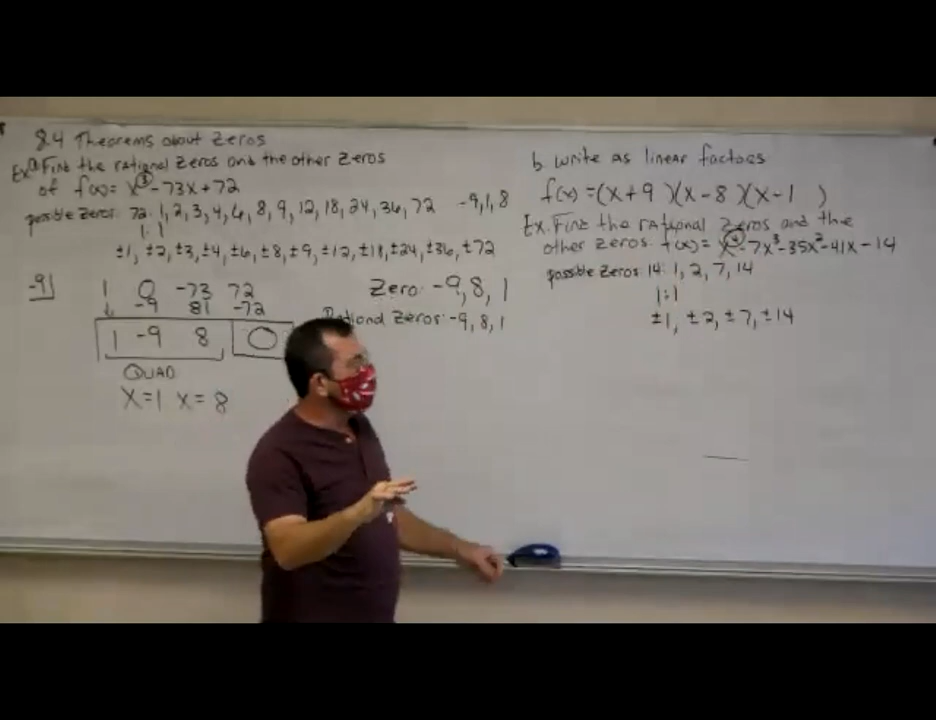 8.4 Theorems about Zeros
Ex a Find the rational zeros and the other zeros
of f(x) = x³ - 73x + 72
possible zeros: 72: 1, 2, 3, 4, 6, 8, 9, 12, 18, 24, 36, 72 -9, 1, 8
1: 1
±1, ±2, ±3, ±4, ±6, ±8, ±9, ±12, ±18, ±24, ±36, ±72
-9 1 0 -73 72
↓ -9 81 -72
1 -9 8 0
QUAD
X=1 X=8
Zero: -9, 8, 1
Rational Zeros: -9, 8, 1
b. Write as linear factors
f(x) = (x+9)(x-8)(x-1)
Ex. Find the rational zeros and the
other zeros. f(x) = x⁴ - 7x³ - 35x² - 41x - 14
possible zeros: 14: 1, 2, 7, 14
1: 1
±1, ±2, ±7, ±14